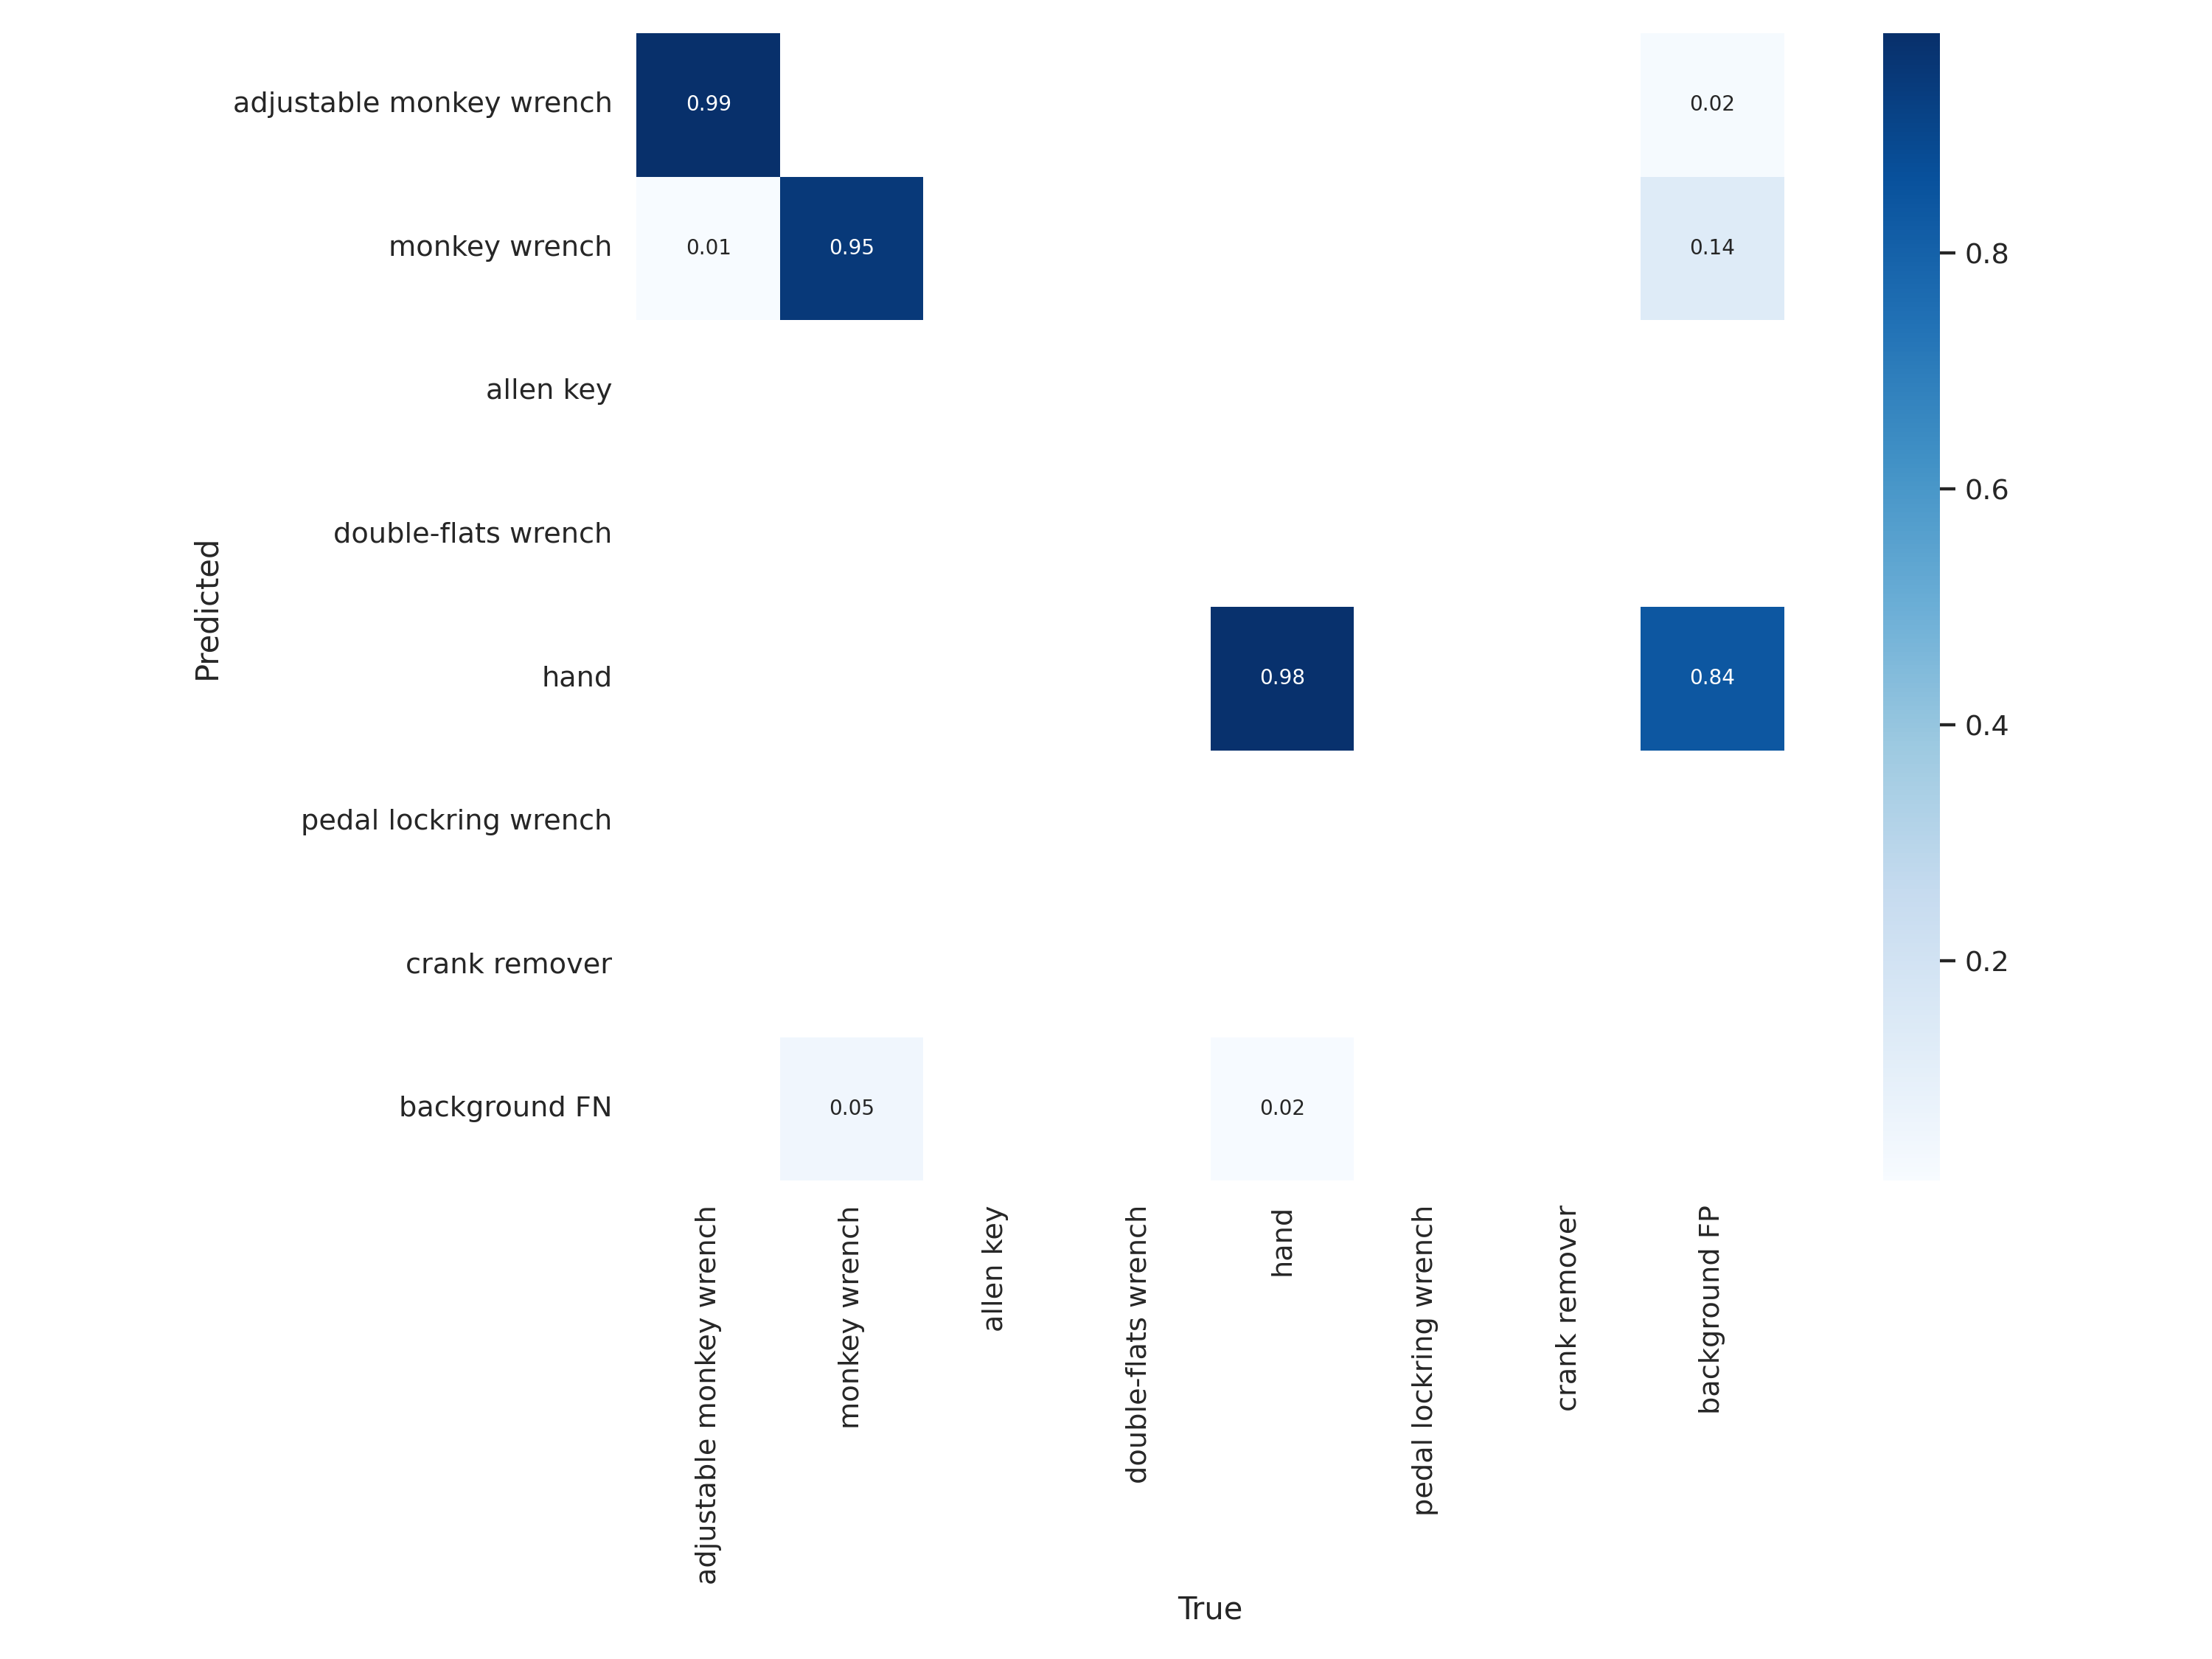 adjustable monkey wrench
0.99
0.02
monkey wrench
0.01
0.95
0.14
0.8
allen key
0.6
double-flats wrench
Predicted
hand
0.98
0.84
0.4
pedal lockring wrench
crank remover
0.2
background FN
0.05
0.02
adjustable monkey wrench
monkey wrench
allen key
double-flats wrench
hand
pedal lockring wrench
crank remover
background FP
True